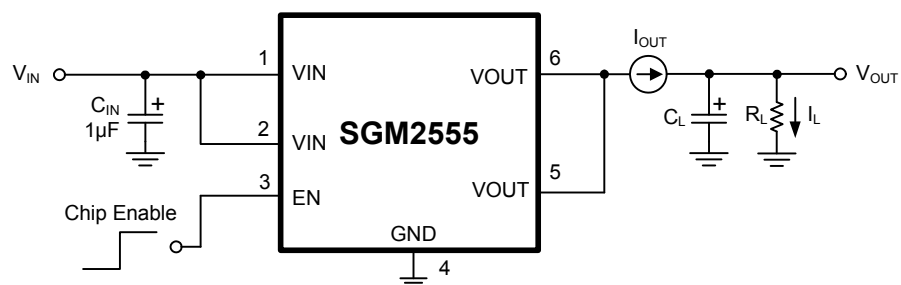 V_IN
C_IN
1µF
Chip Enable
1
2
3
VIN
VIN
EN
SGM2555
GND
4
VOUT
VOUT
6
5
I_OUT
C_L
R_L
I_L
V_OUT
+
+